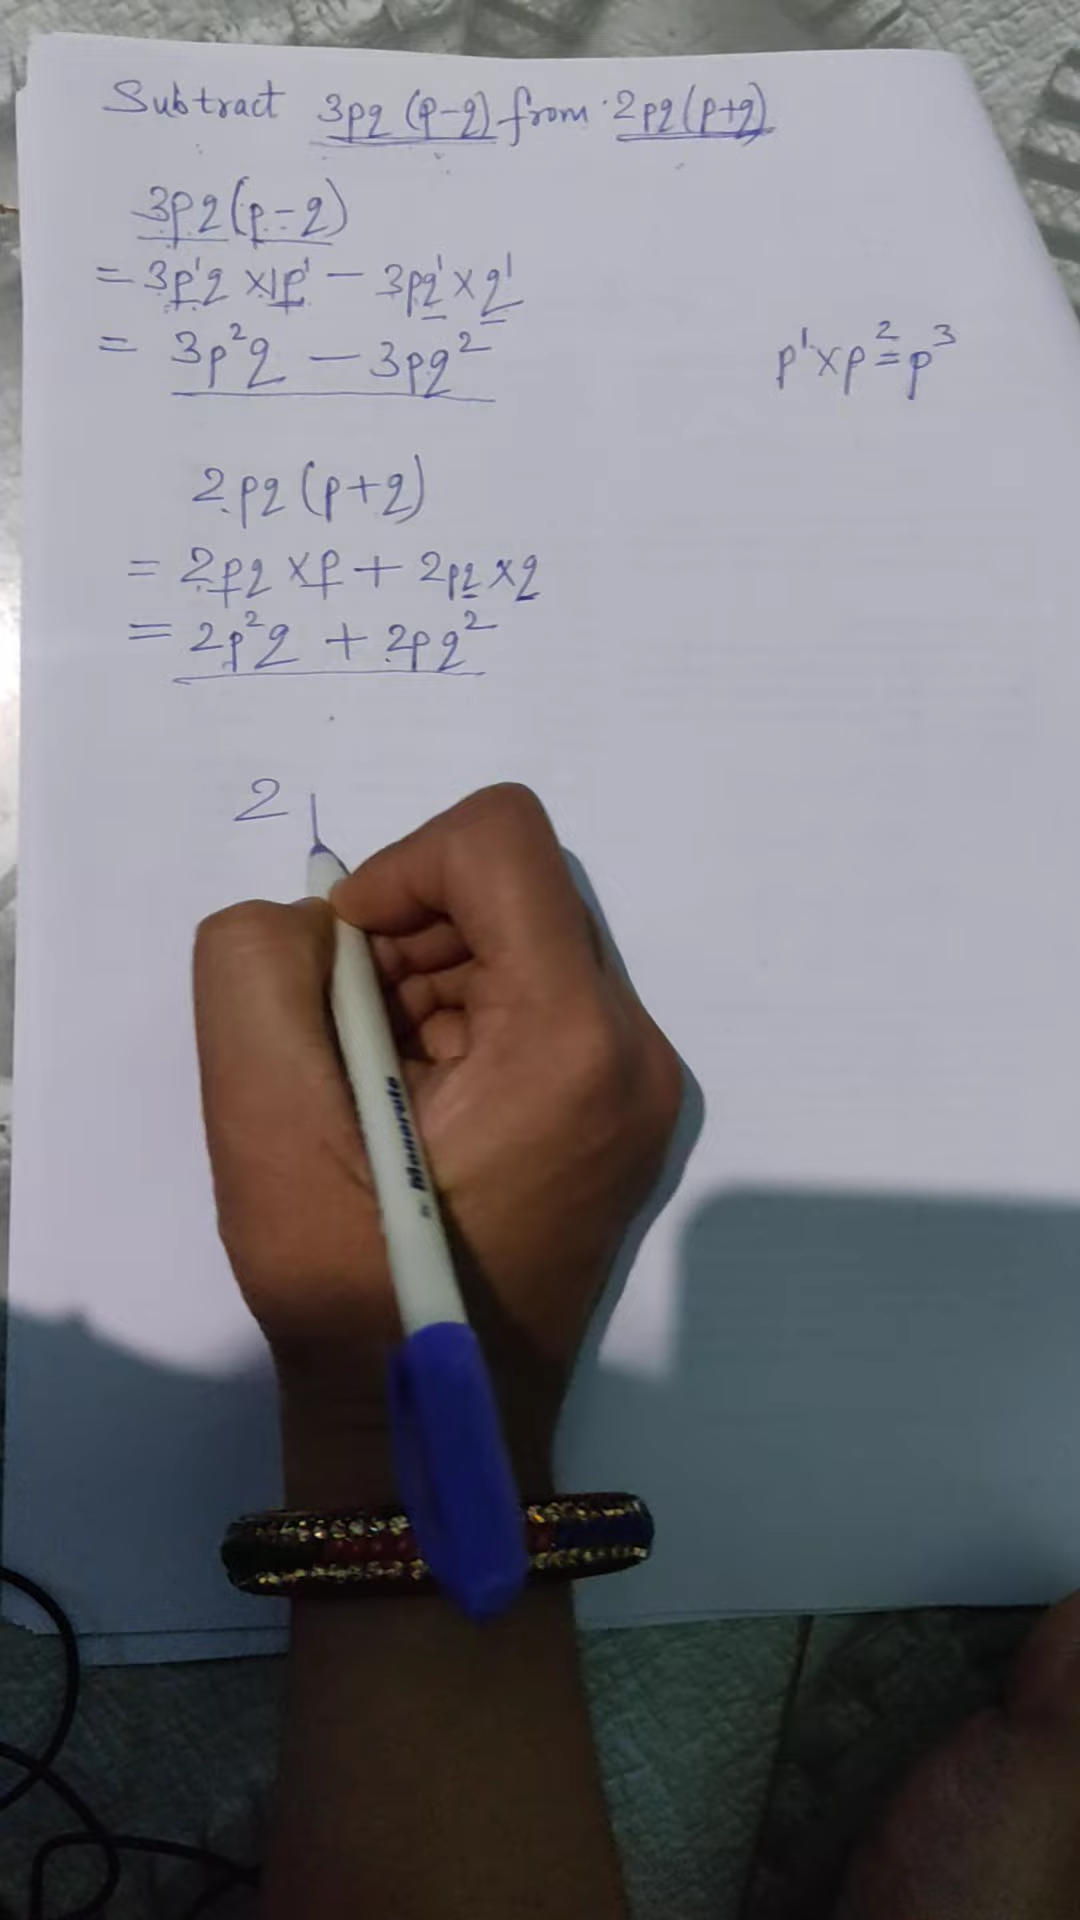 Subtract 3pq (p-q) from 2pq (p+q)
3pq (p-q)
= 3p¹q × 1p¹ - 3pq¹ × q¹
= 3p²q - 3pq²
p¹ × p² = p³
2pq (p+q)
= 2pq × p + 2pq × q
= 2p²q + 2pq²
2